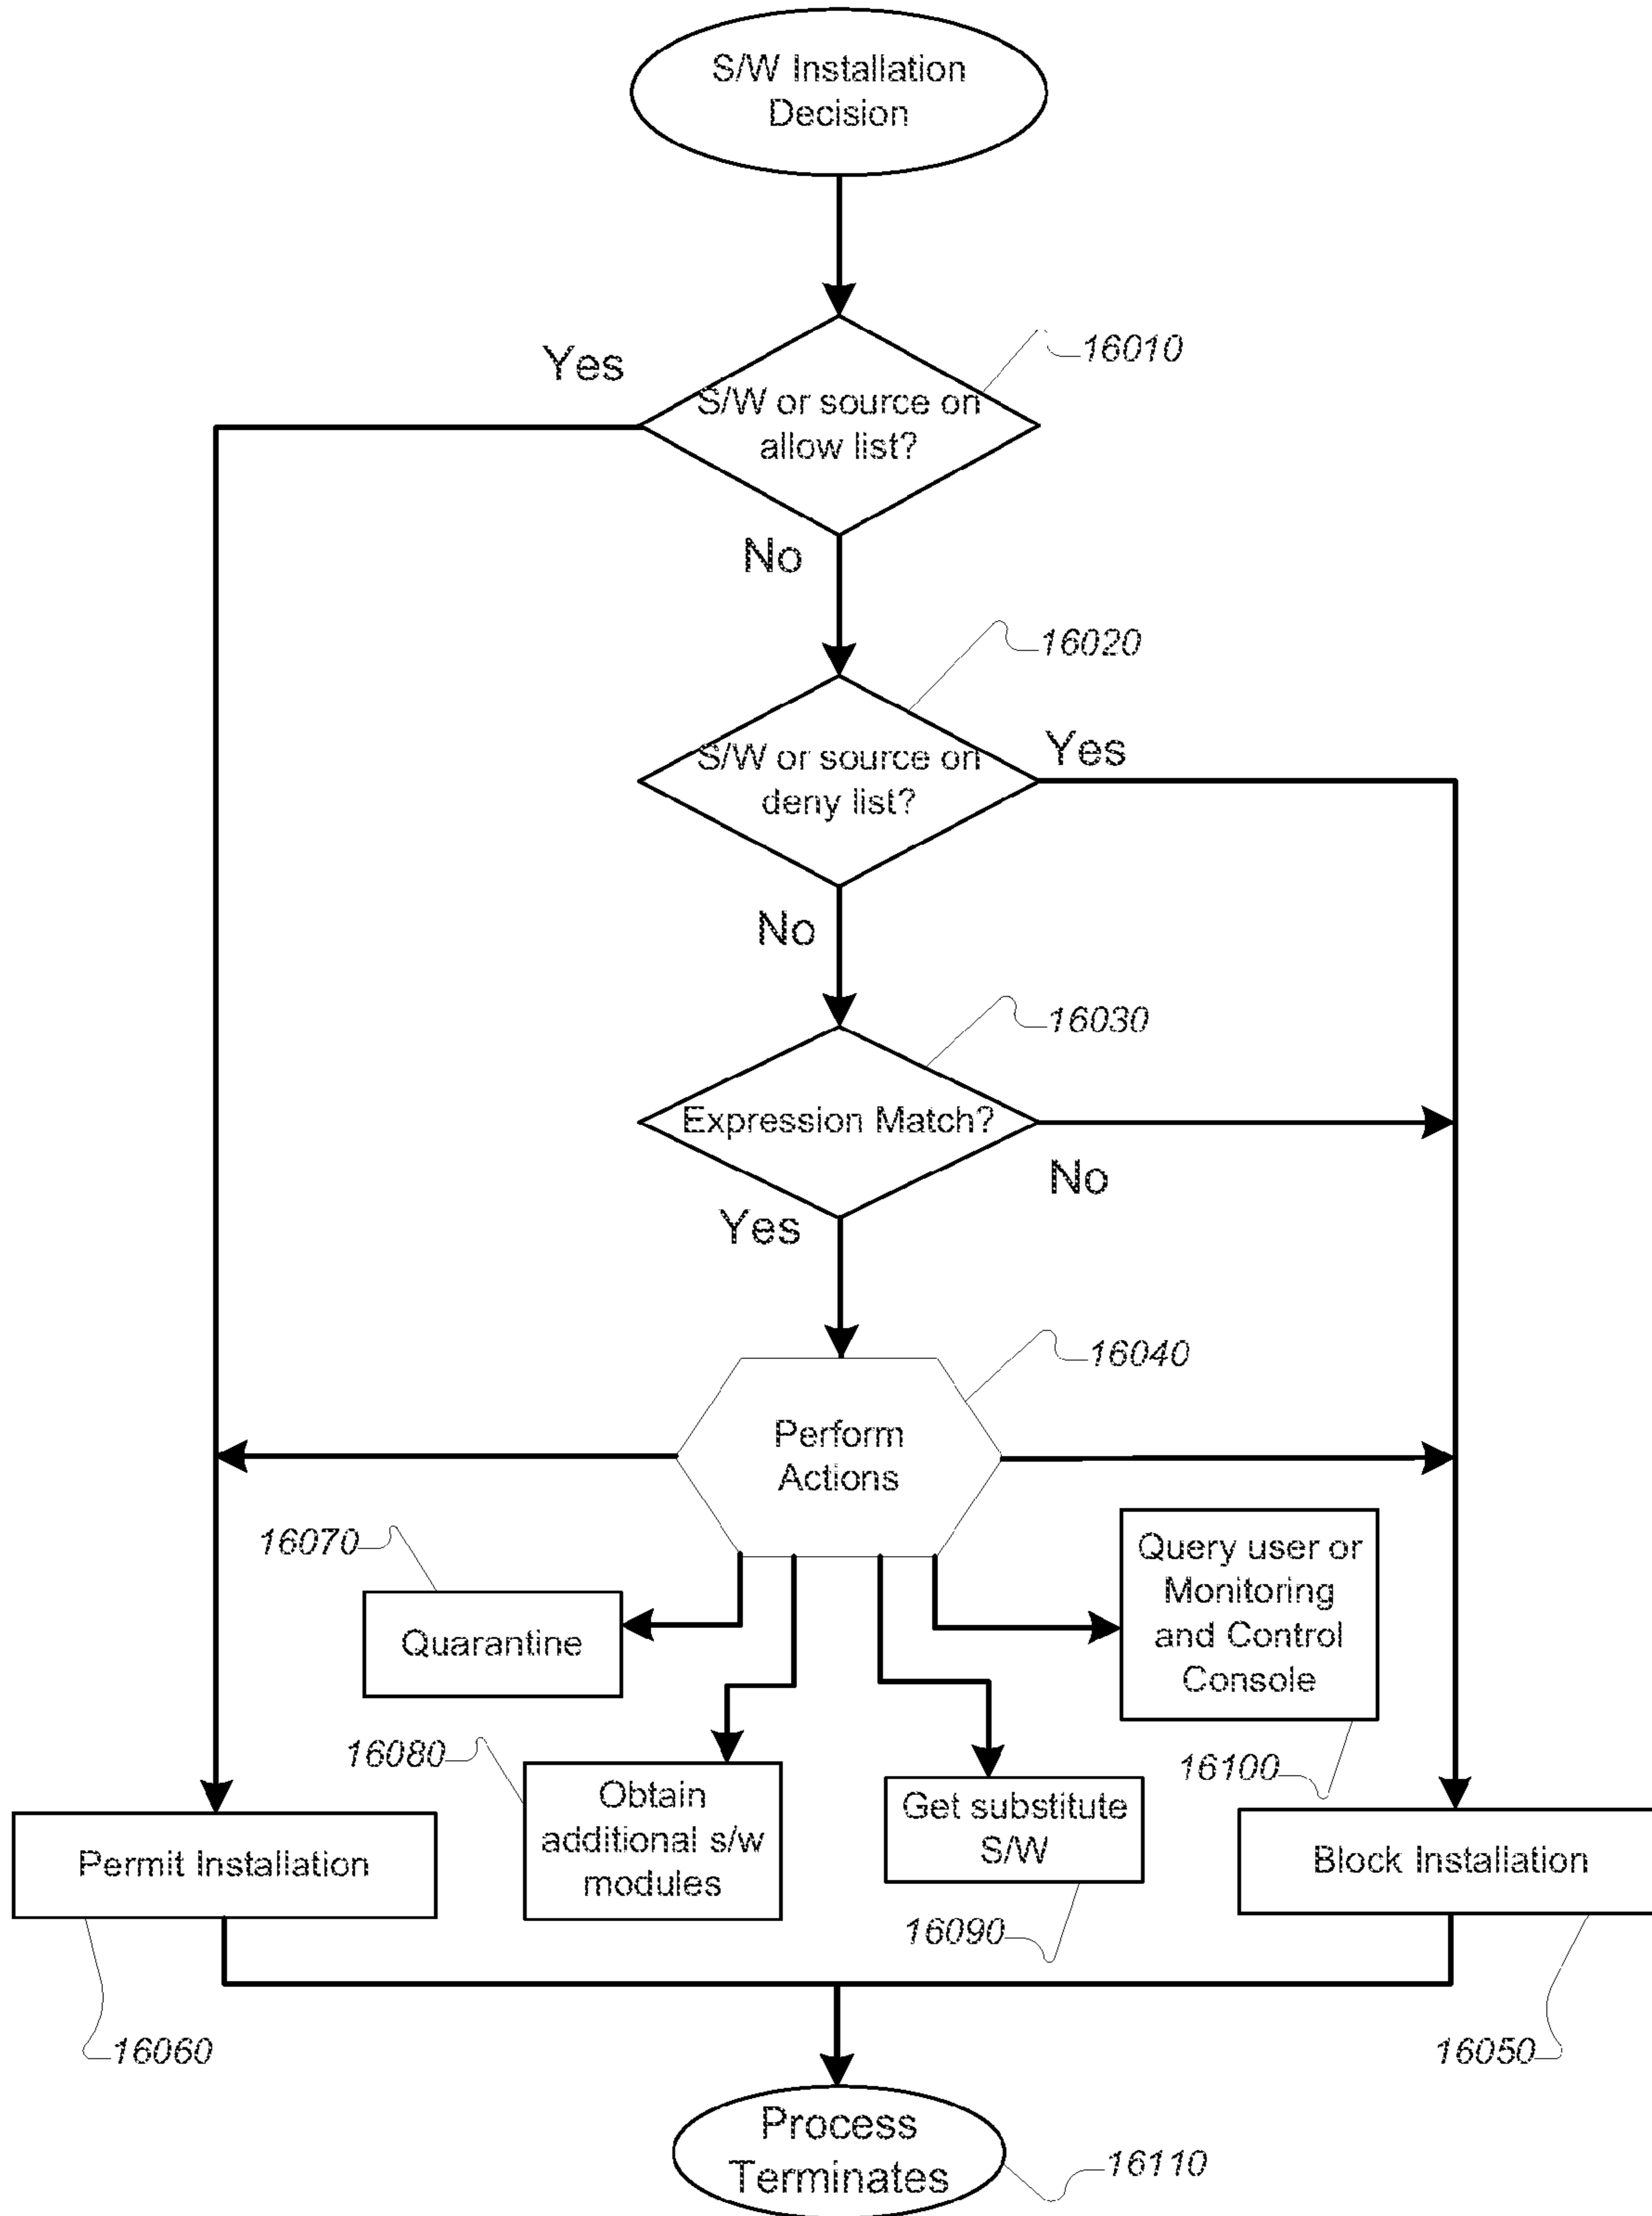 S/W Installation
Decision
Yes
16010
S/W or source on
allow list?
No
16020
S/W or source on
deny list?
Yes
No
16030
Expression Match?
No
Yes
16040
Perform
Actions
16070
Quarantine
Query user or
Monitoring
and Control
Console
16080
Obtain
additional s/w
modules
16100
Get substitute
S/W
Permit Installation
Block Installation
16090
16060
16050
Process
Terminates
16110